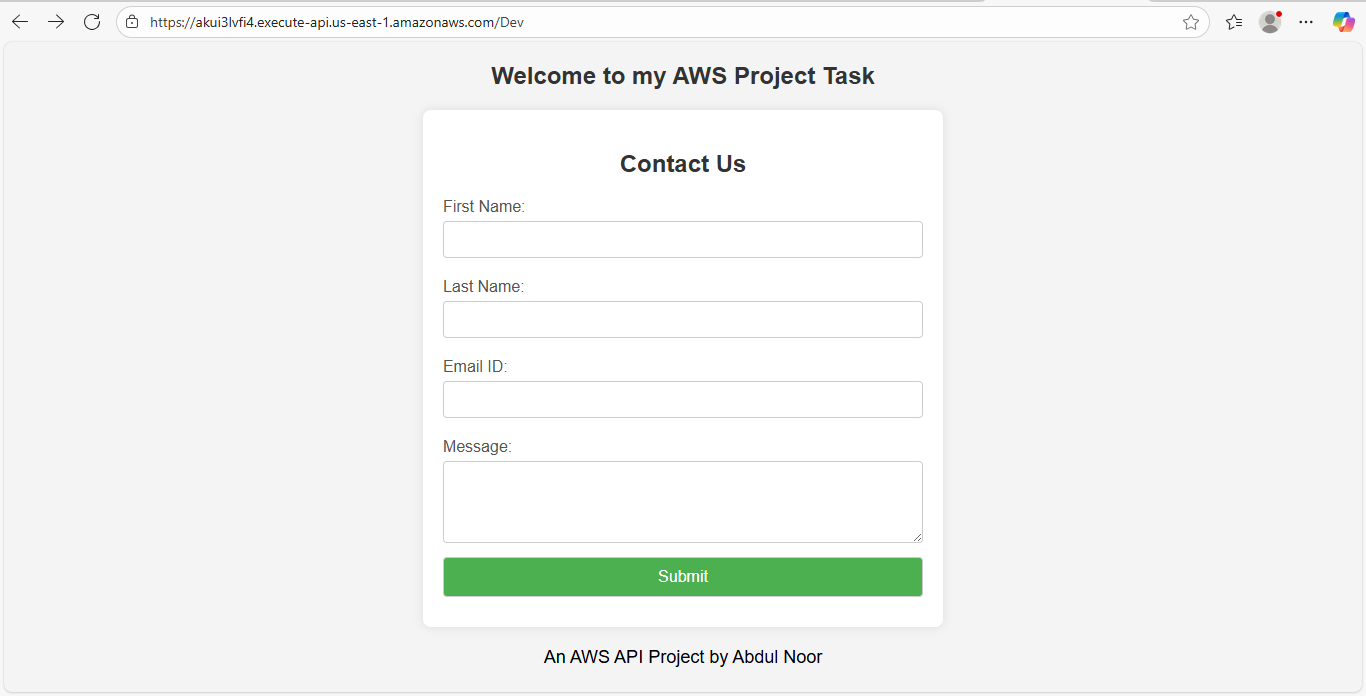 https://akui3lvfi4.execute-api.us-east-1.amazonaws.com/Dev
Welcome to my AWS Project Task
Contact Us
First Name:
Last Name:
Email ID:
Message:
Submit
An AWS API Project by Abdul Noor